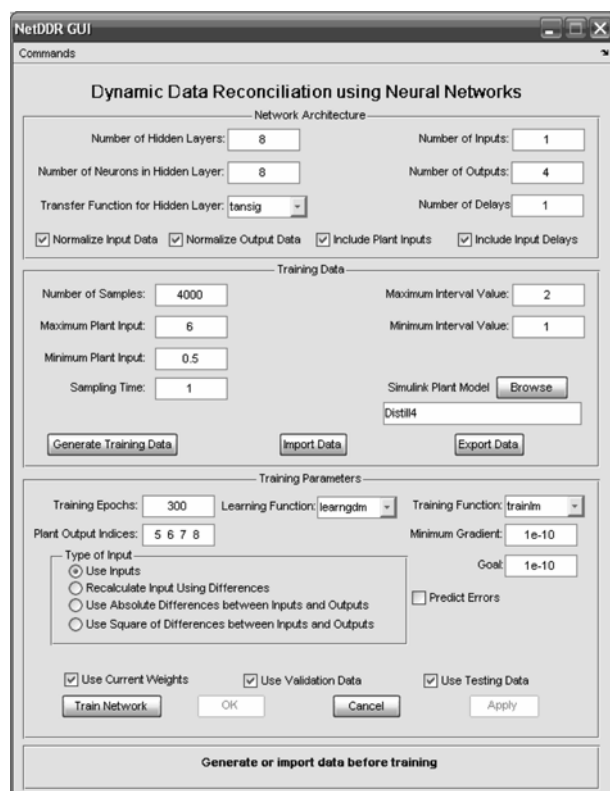 NetDDR GUI
Commands
Dynamic Data Reconciliation using Neural Networks
Network Architecture
Number of Hidden Layers: 8 Number of Inputs: 1
Number of Neurons in Hidden Layer: 8 Number of Outputs: 4
Transfer Function for Hidden Layer: tansig Number of Delays 1
Normalize Input Data Normalize Output Data Include Plant Inputs Include Input Delays
Training Data
Number of Samples: 4000 Maximum Interval Value: 2
Maximum Plant Input: 6 Minimum Interval Value: 1
Minimum Plant Input: 0.5
Sampling Time: 1 Simulink Plant Model Browse
Distill4
Generate Training Data Import Data Export Data
Training Parameters
Training Epochs: 300 Learning Function: learngdm Training Function: trainlm
Plant Output Indices: 5 6 7 8 Minimum Gradient: 1e-10
Type of Input
Goal: 1e-10
Use Inputs
Recalculate Input Using Differences
Predict Errors
Use Absolute Differences between Inputs and Outputs
Use Square of Differences between Inputs and Outputs
Use Current Weights Use Validation Data Use Testing Data
Train Network OK Cancel Apply
Generate or import data before training